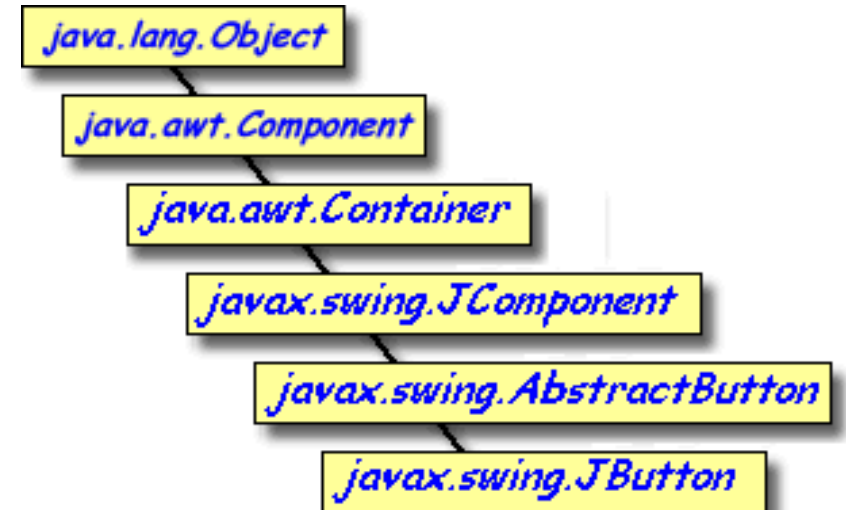 java.lang.Object
java.awt.Component
java.awt.Container
javax.swing.JComponent
javax.swing.AbstractButton
javax.swing.JButton